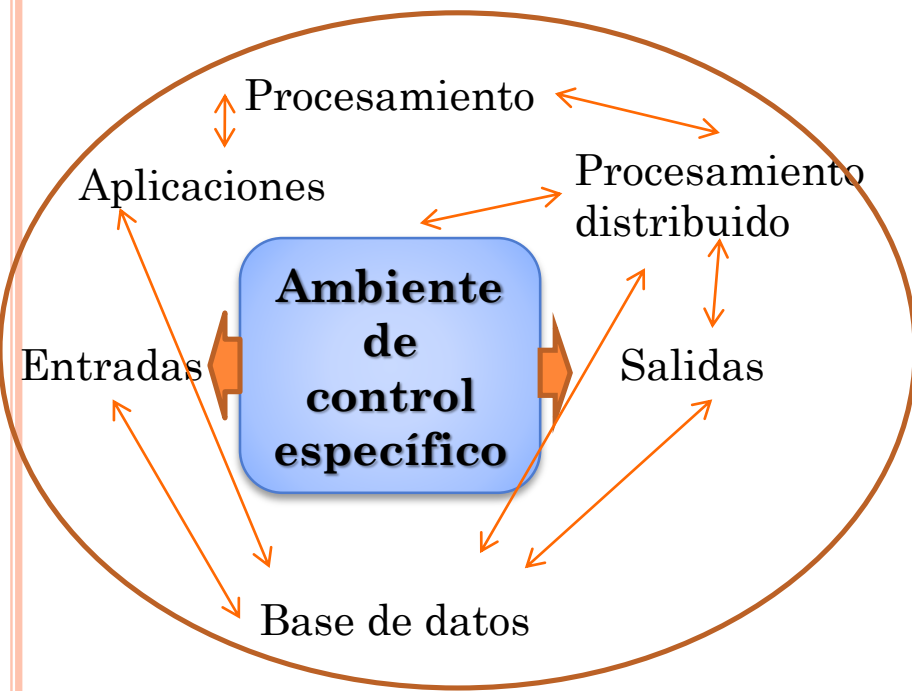 Procesamiento
Aplicaciones
Procesamiento
distribuido
Ambiente
de
control
específico
Entradas
Salidas
Base de datos